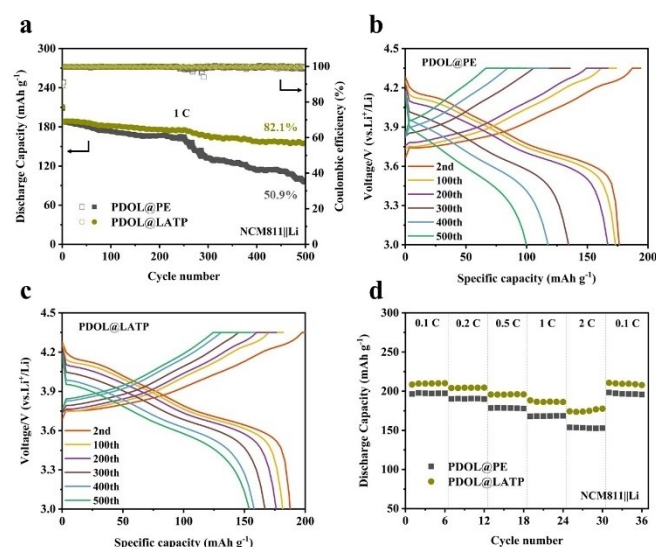 a
Discharge Capacity (mAh g⁻¹)
300
240
180
120
60
0
1 C
82.1%
50.9%
PDOL@PE
PDOL@LATP
NCM811||Li
100
80
60
40
20
0
Coulombic efficiency (%)
0 100 200 300 400 500
Cycle number
b
PDOL@PE
Voltage/V (vs.Li⁺/Li)
4.5
4.2
3.9
3.6
3.3
3.0
2nd
100th
200th
300th
400th
500th
0 50 100 150 200
Specific capacity (mAh g⁻¹)
c
PDOL@LATP
Voltage/V (vs.Li⁺/Li)
4.5
4.2
3.9
3.6
3.3
3.0
2nd
100th
200th
300th
400th
500th
0 50 100 150 200
Specific capacity (mAh g⁻¹)
d
Discharge Capacity (mAh g⁻¹)
300
250
200
150
100
50
0.1 C 0.2 C 0.5 C 1 C 2 C 0.1 C
PDOL@PE
PDOL@LATP
NCM811||Li
0 6 12 18 24 30 36
Cycle number